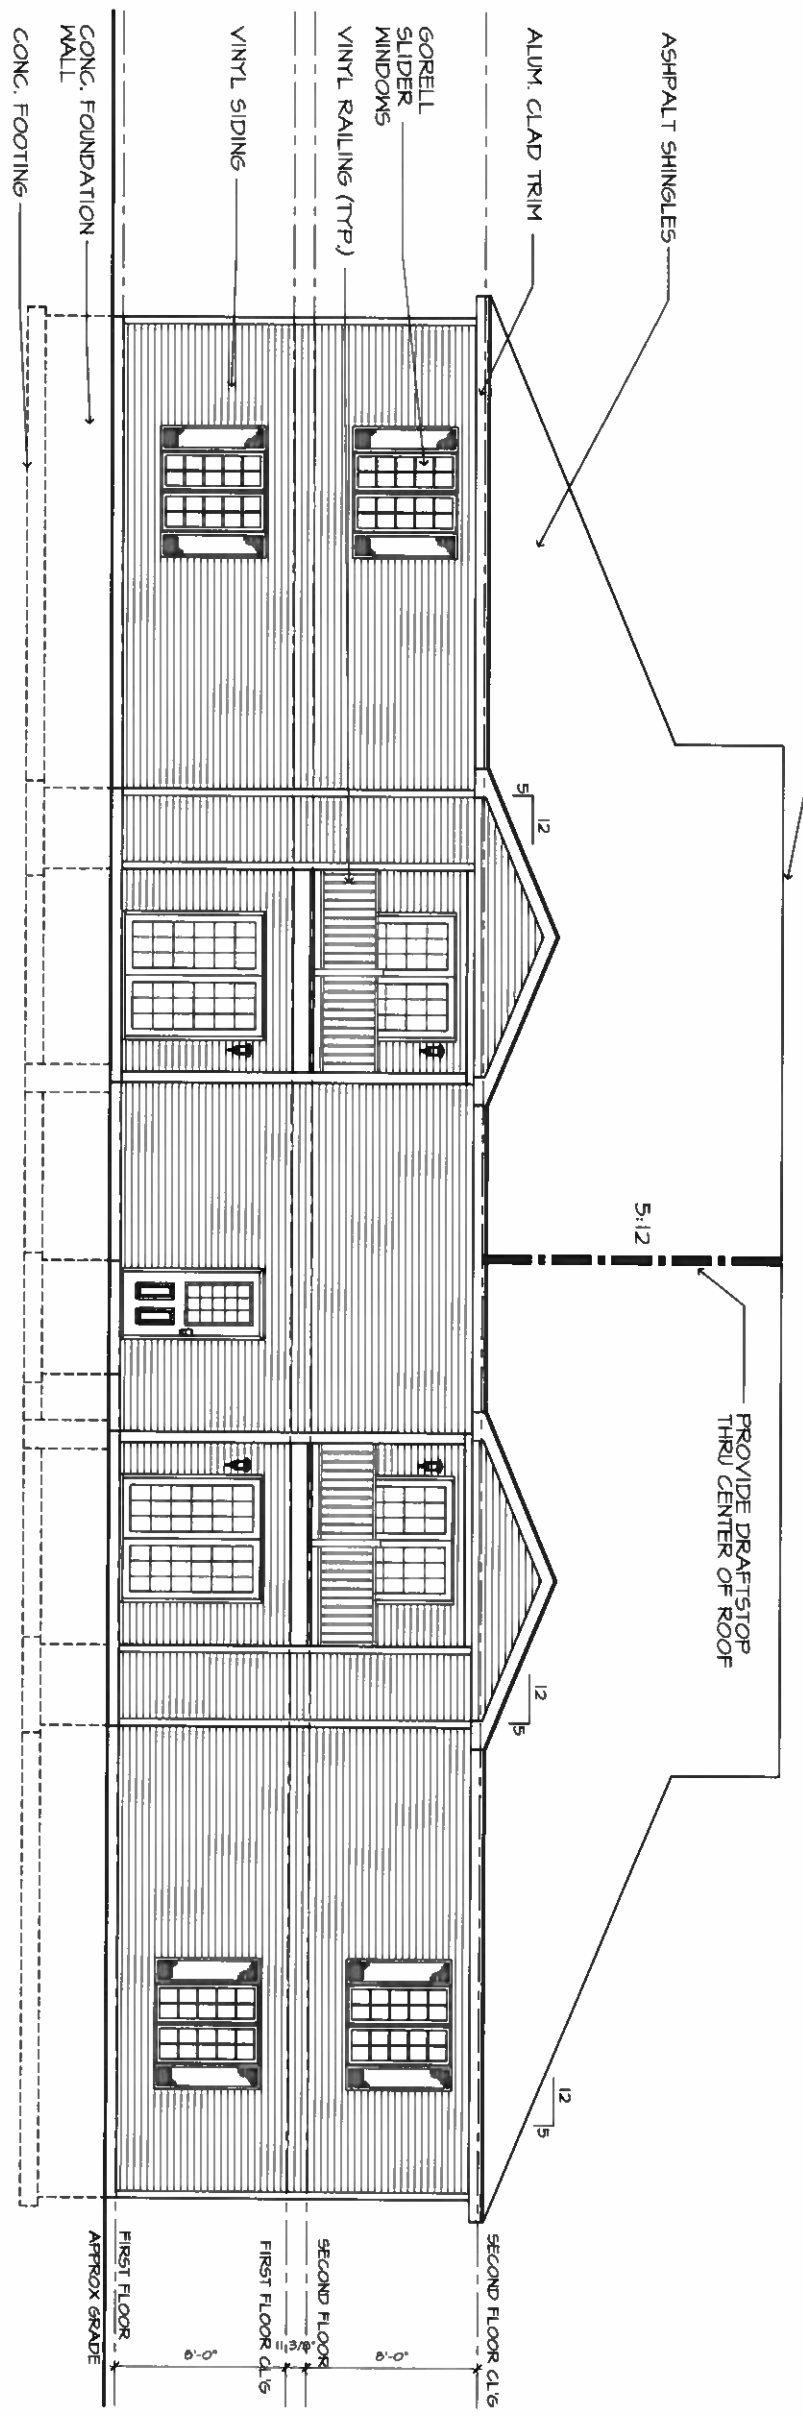 ASHPALT SHINGLES
ALUM. CLAD TRIM
GORELL
SLIDER
WINDOWS
VINYL RAILING (TYP.)
VINYL SIDING
CONC. FOUNDATION
WALL
CONC. FOOTING
12
5
5:12
PROVIDE DRAFTSTOP
THRU CENTER OF ROOF
12
5
12
5
SECOND FLOOR CL'G
8'-0"
SECOND FLOOR
11 3/8"
FIRST FLOOR CL'G
8'-0"
FIRST FLOOR
APPROX GRADE